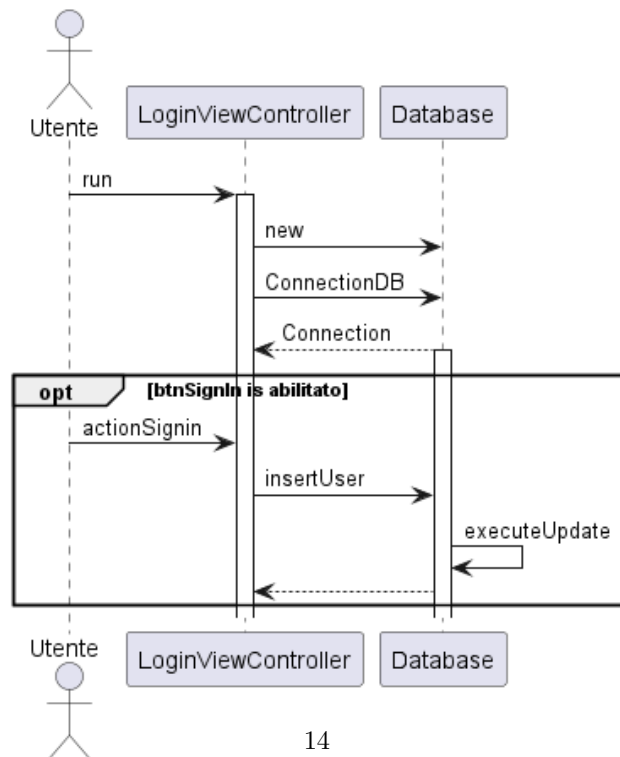 Utente
LoginViewController
Database
run
new
ConnectionDB
Connection
opt
[btnSignIn is abilitato]
actionSignin
insertUser
executeUpdate
Utente
LoginViewController
Database
14